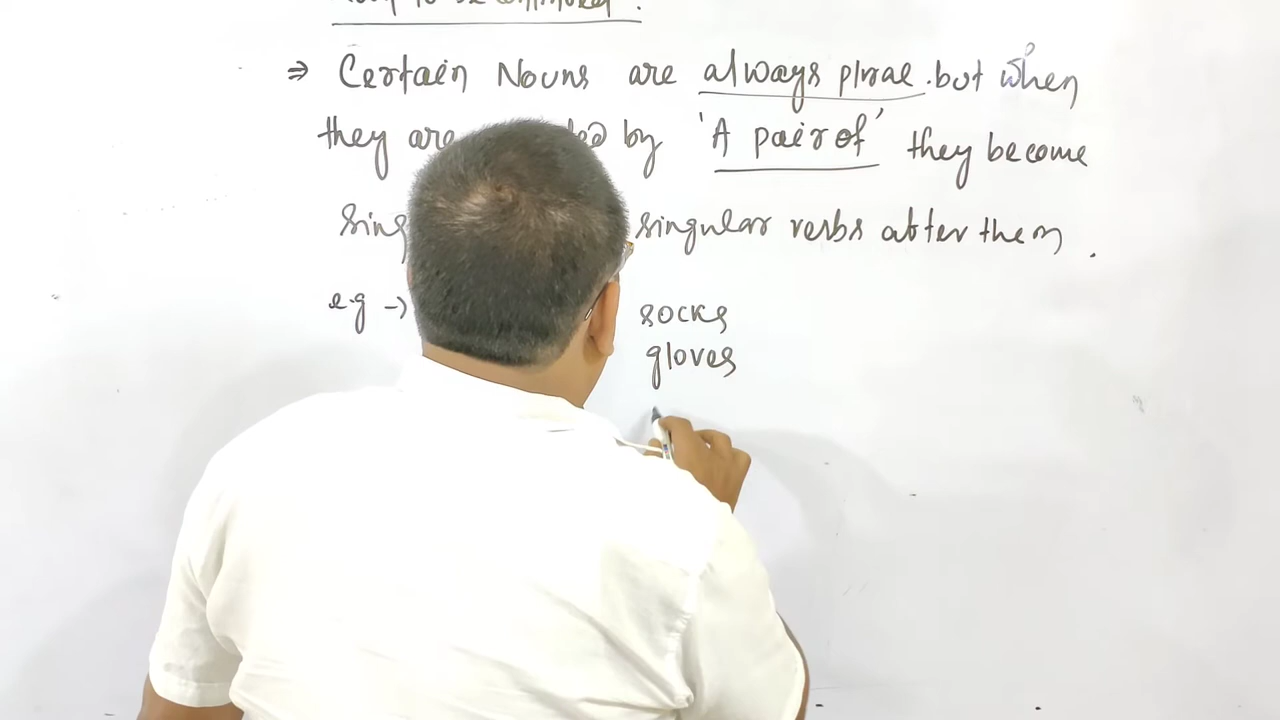 ⇒ Certain Nouns are always plural . but when
they are by 'A pair of' they become
singular verbs after them .
e.g → socks
gloves